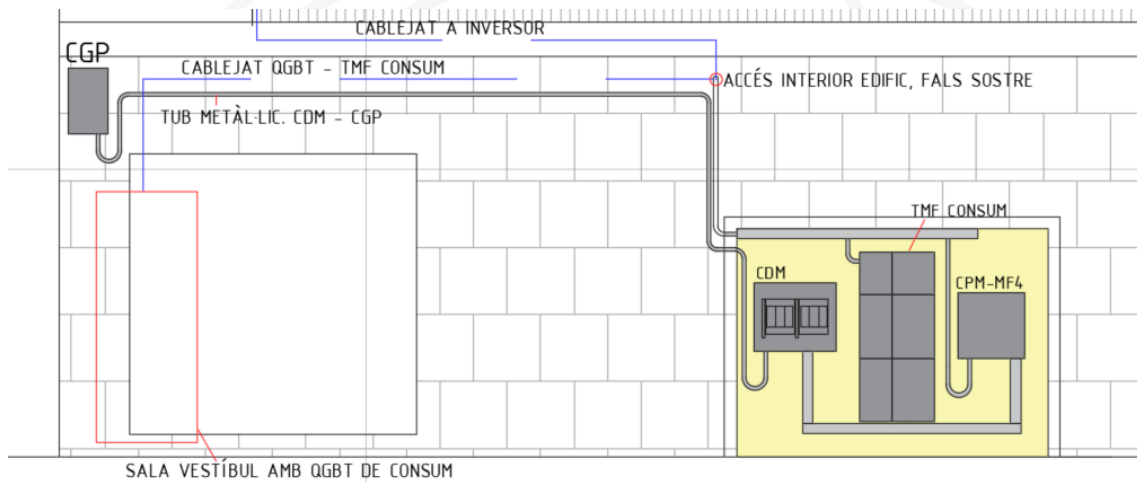 CABLEJAT A INVERSOR
CGP
CABLEJAT QGBT - TMF CONSUM
ACCÉS INTERIOR EDIFIC, FALS SOSTRE
TUB METÀL·LIC. CDM - CGP
TMF CONSUM
CDM
CPM-MF4
SALA VESTÍBUL AMB QGBT DE CONSUM